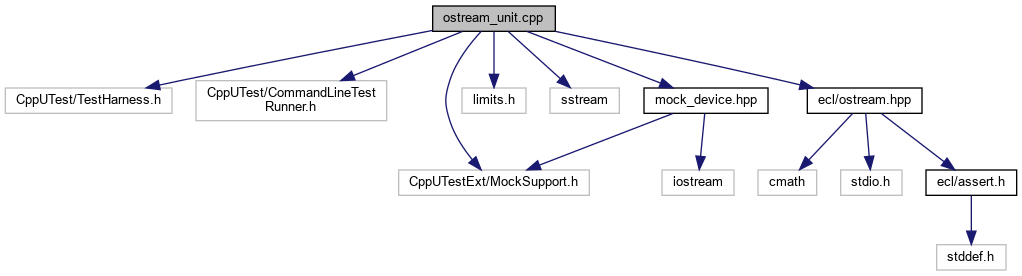 ostream_unit.cpp
CppUTest/TestHarness.h
CppUTest/CommandLineTest
Runner.h
limits.h
sstream
mock_device.hpp
ecl/ostream.hpp
CppUTestExt/MockSupport.h
iostream
cmath
stdio.h
ecl/assert.h
stddef.h